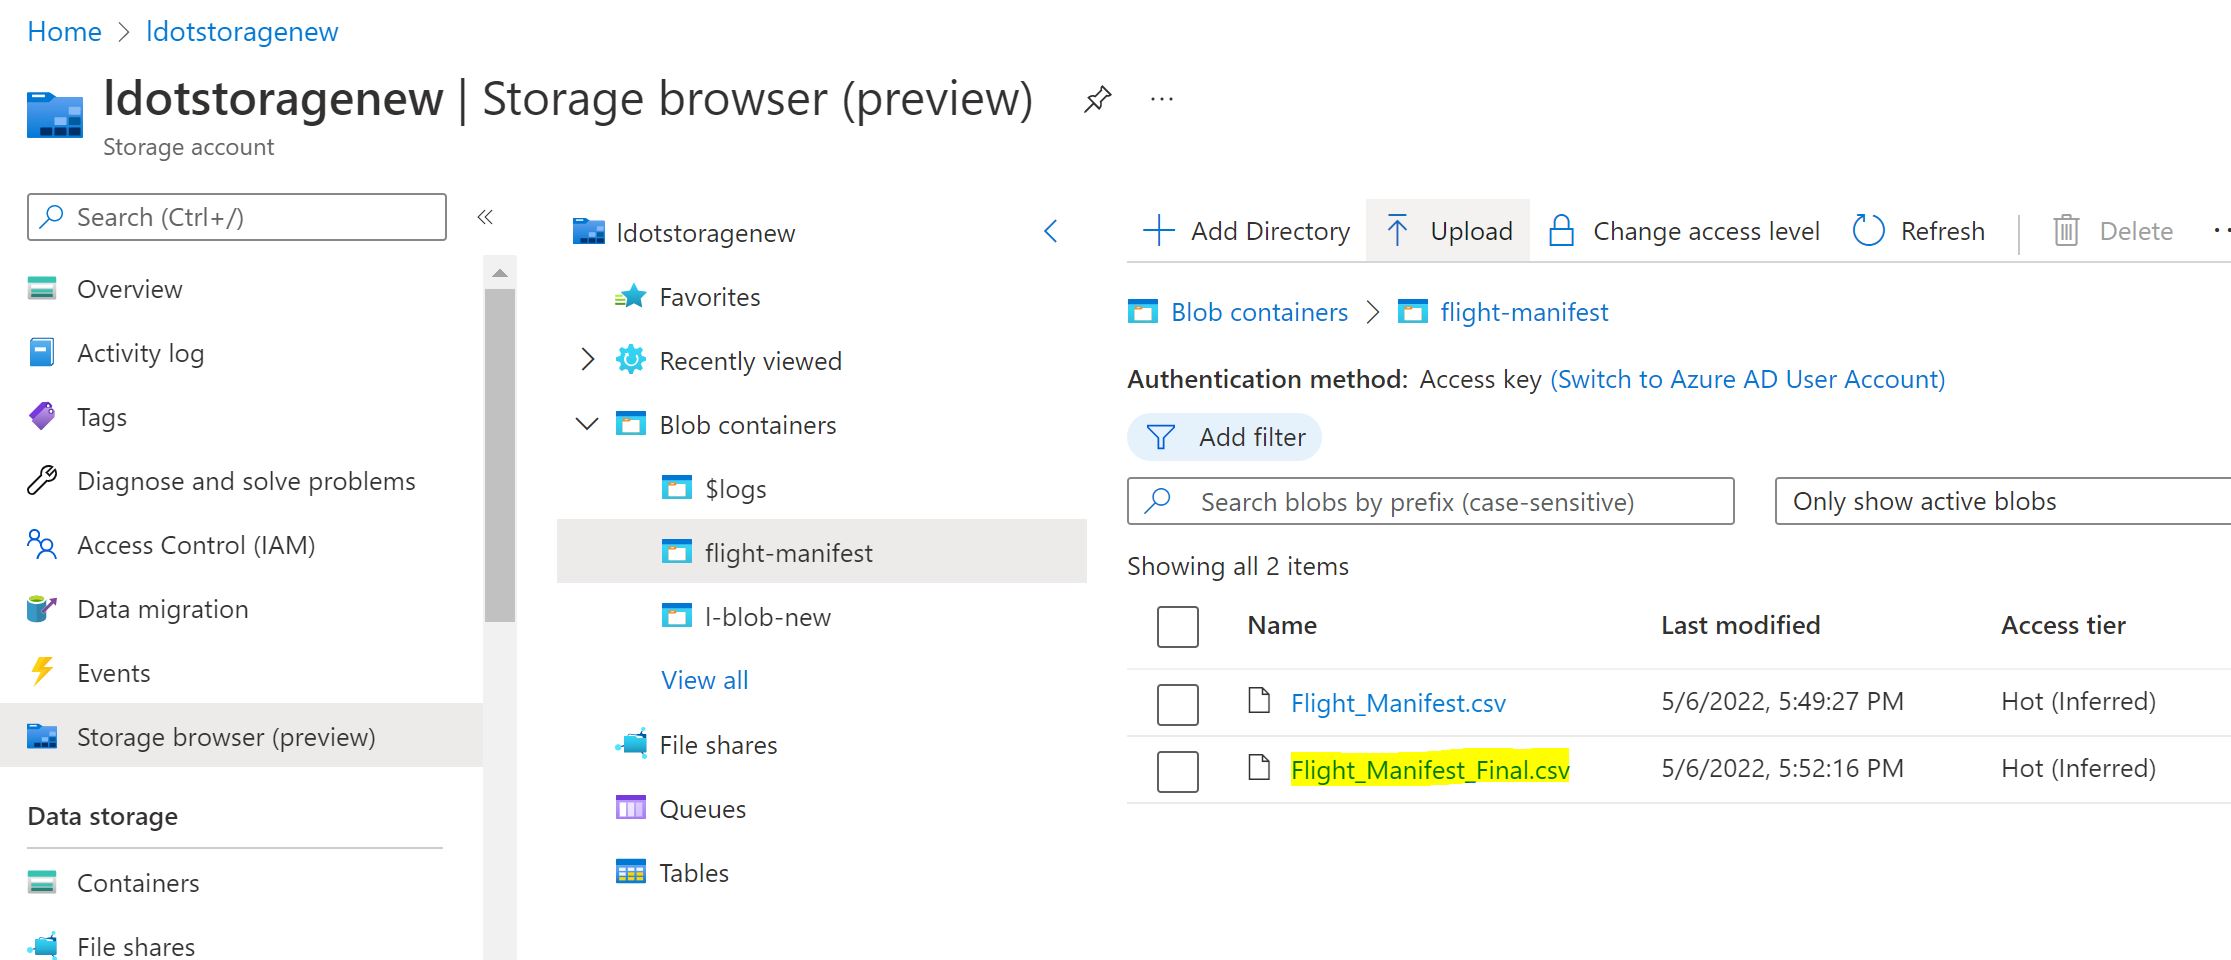 Home > ldotstoragenew
ldotstoragenew | Storage browser (preview) ...
Storage account
Search (Ctrl+/)
Overview
Activity log
Tags
Diagnose and solve problems
Access Control (IAM)
Data migration
Events
Storage browser (preview)
Data storage
Containers
File shares
ldotstoragenew
Favorites
Recently viewed
Blob containers
$logs
flight-manifest
l-blob-new
View all
File shares
Queues
Tables
Add Directory Upload Change access level Refresh Delete
Blob containers > flight-manifest
Authentication method: Access key (Switch to Azure AD User Account)
Add filter
Search blobs by prefix (case-sensitive) Only show active blobs
Showing all 2 items
Name Last modified Access tier
Flight_Manifest.csv 5/6/2022, 5:49:27 PM Hot (Inferred)
Flight_Manifest_Final.csv 5/6/2022, 5:52:16 PM Hot (Inferred)